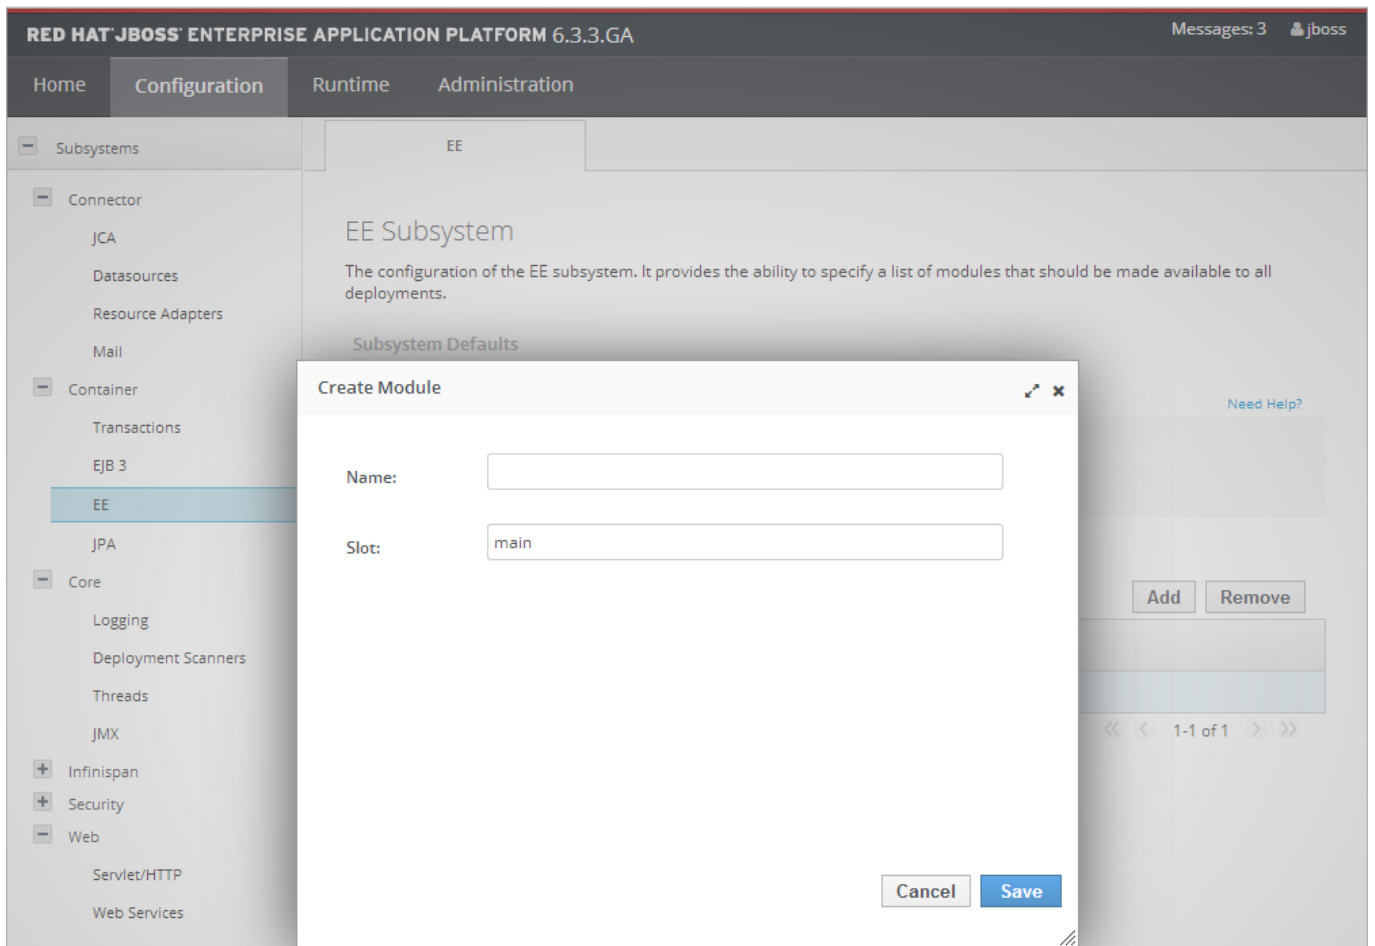 RED HAT JBOSS ENTERPRISE APPLICATION PLATFORM 6.3.3.GA
Messages: 3 jboss
Home Configuration Runtime Administration
Subsystems
Connector
JCA
Datasources
Resource Adapters
Mail
Container
Transactions
EJB 3
EE
JPA
Core
Logging
Deployment Scanners
Threads
JMX
Infinispan
Security
Web
Servlet/HTTP
Web Services
EE
EE Subsystem
The configuration of the EE subsystem. It provides the ability to specify a list of modules that should be made available to all
deployments.
Subsystem Defaults
Need Help?
Add Remove
1-1 of 1
Create Module
Name:
Slot: main
Cancel Save